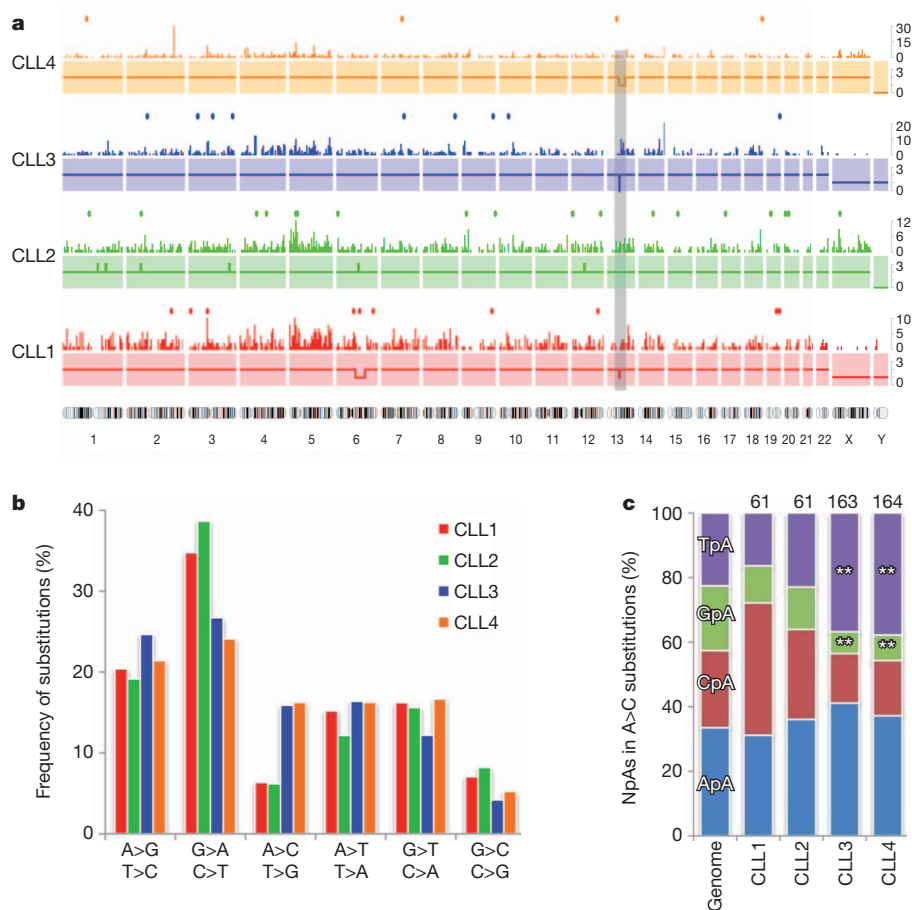 a
CLL4
30
15
0
3
0
CLL3
20
10
0
3
0
CLL2
12
6
0
3
0
CLL1
10
5
0
3
0
1 2 3 4 5 6 7 8 9 10 11 12 13 14 15 16 17 18 19 20 21 22 X Y
b
Frequency of substitutions (%)
40
30
20
10
0
CLL1
CLL2
CLL3
CLL4
A>G G>A A>C A>T G>T G>C
T>C C>T T>G T>A C>A C>G
c
61 61 163 164
NpAs in A>C substitutions (%)
100
80
60
40
20
0
TpA ** **
GpA ** **
CpA
ApA
Genome CLL1 CLL2 CLL3 CLL4